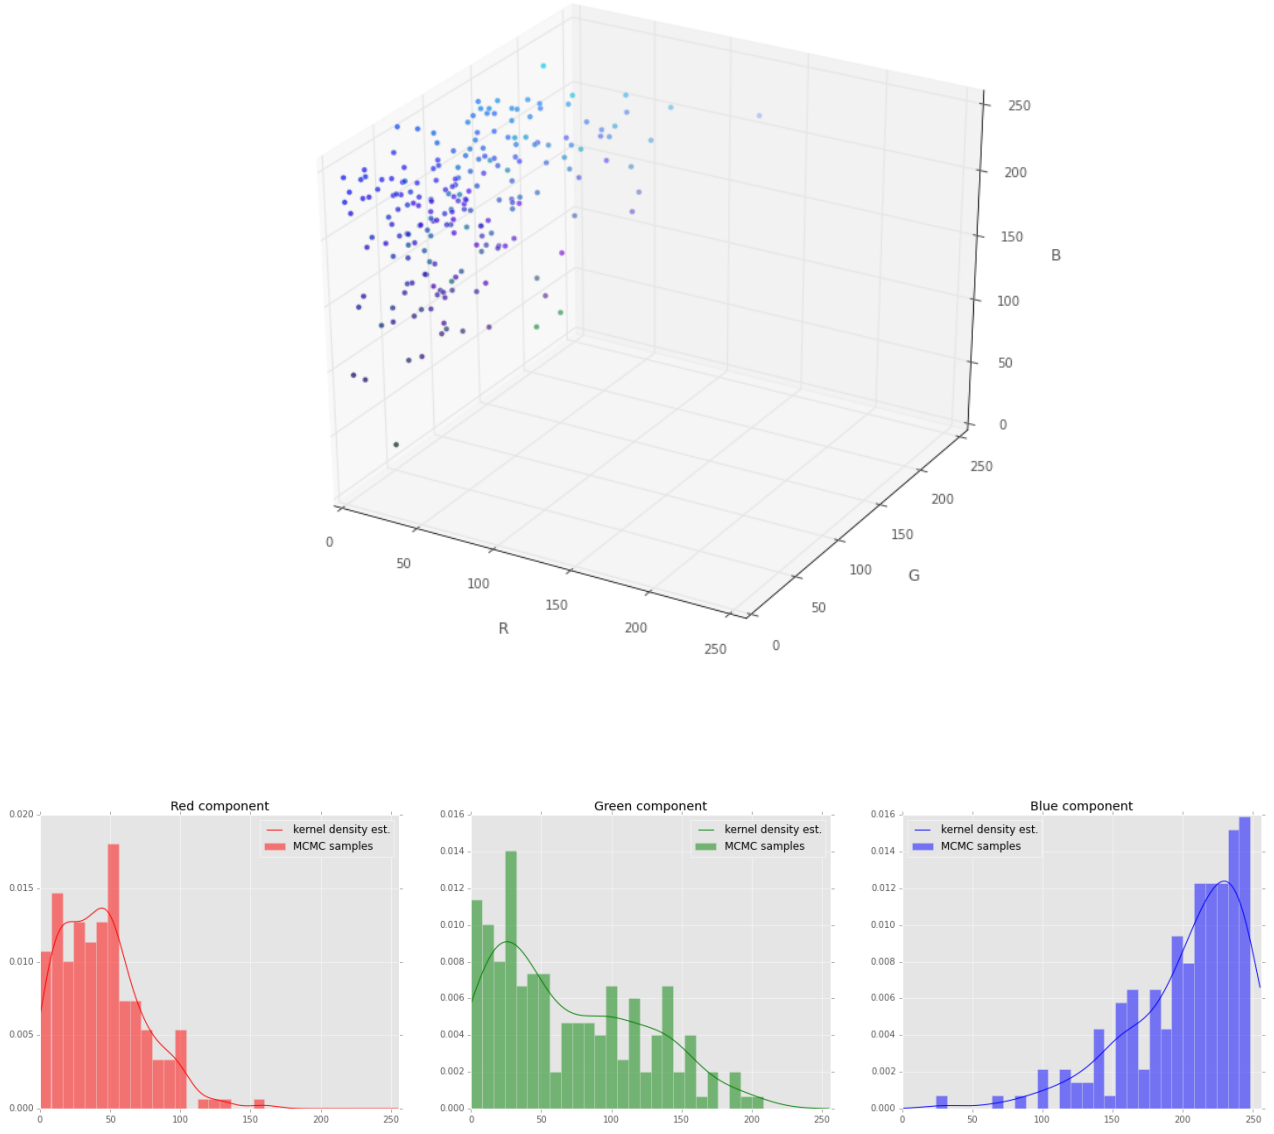 250
200
150
B
100
50
0
250
200
150
100
G
50
0
0
50
100
150
200
250
R
Red component
Green component
Blue component
kernel density est.
MCMC samples
kernel density est.
MCMC samples
kernel density est.
MCMC samples
0.020
0.015
0.010
0.005
0.000
0 50 100 150 200 250
0.016
0.014
0.012
0.010
0.008
0.006
0.004
0.002
0.000
0 50 100 150 200 250
0.016
0.014
0.012
0.010
0.008
0.006
0.004
0.002
0.000
0 50 100 150 200 250